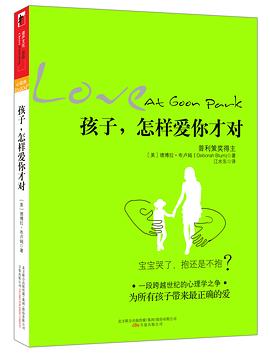 Love
At Goon Park
孩子，怎样爱你才对
普利策奖得主
[美] 德博拉·布卢姆 (Deborah Blum) 著
江水东 译
宝宝哭了，抱还是不抱？
一段跨越世纪的心理学之争
为所有孩子带来最正确的爱
孩子，怎样爱你才对
[美] 德博拉·布卢姆 著